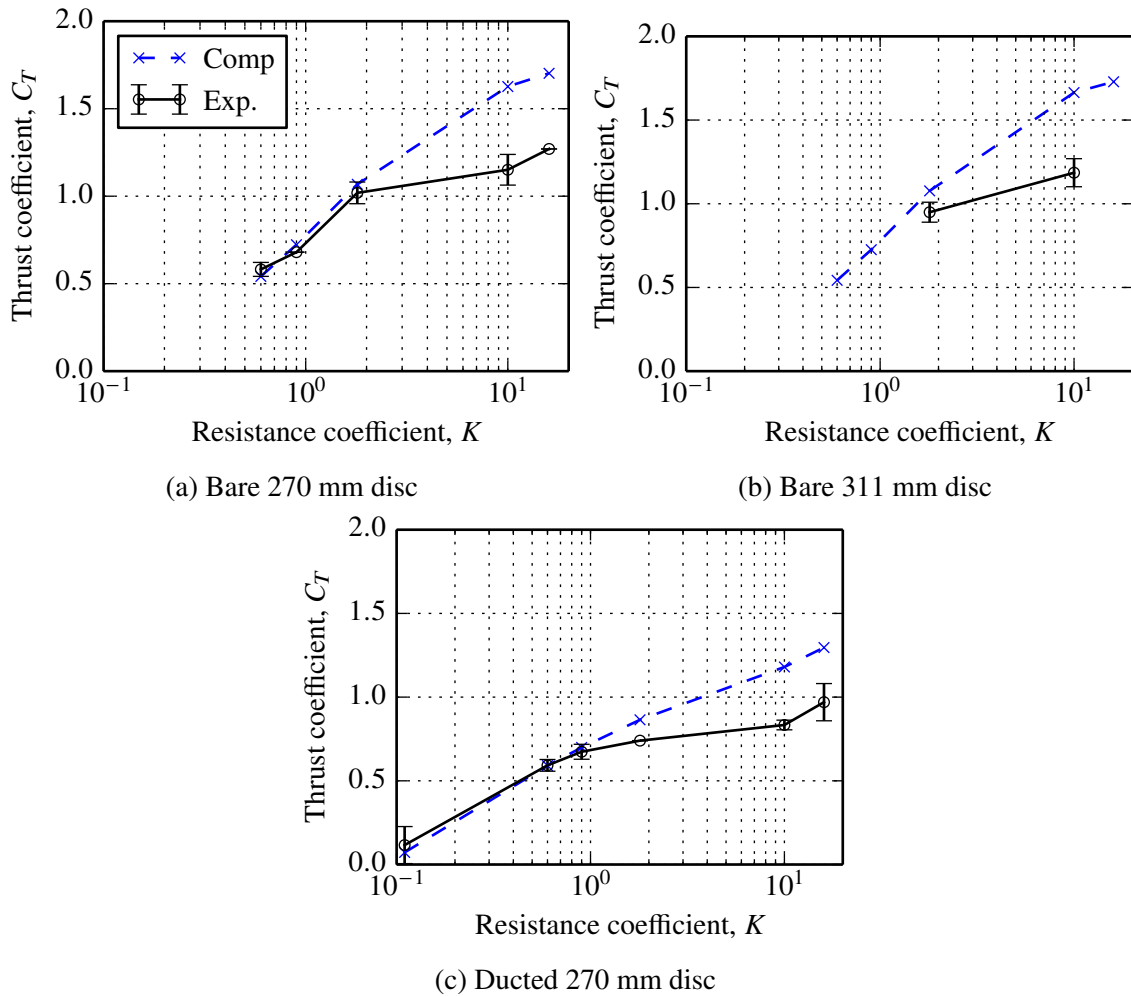 2.0
1.5
1.0
0.5
0.0
Thrust coefficient, C_T
Comp
Exp.
10^-1
10^0
10^1
Resistance coefficient, K
(a) Bare 270 mm disc
2.0
1.5
1.0
0.5
0.0
Thrust coefficient, C_T
10^-1
10^0
10^1
Resistance coefficient, K
(b) Bare 311 mm disc
2.0
1.5
1.0
0.5
0.0
Thrust coefficient, C_T
10^-1
10^0
10^1
Resistance coefficient, K
(c) Ducted 270 mm disc